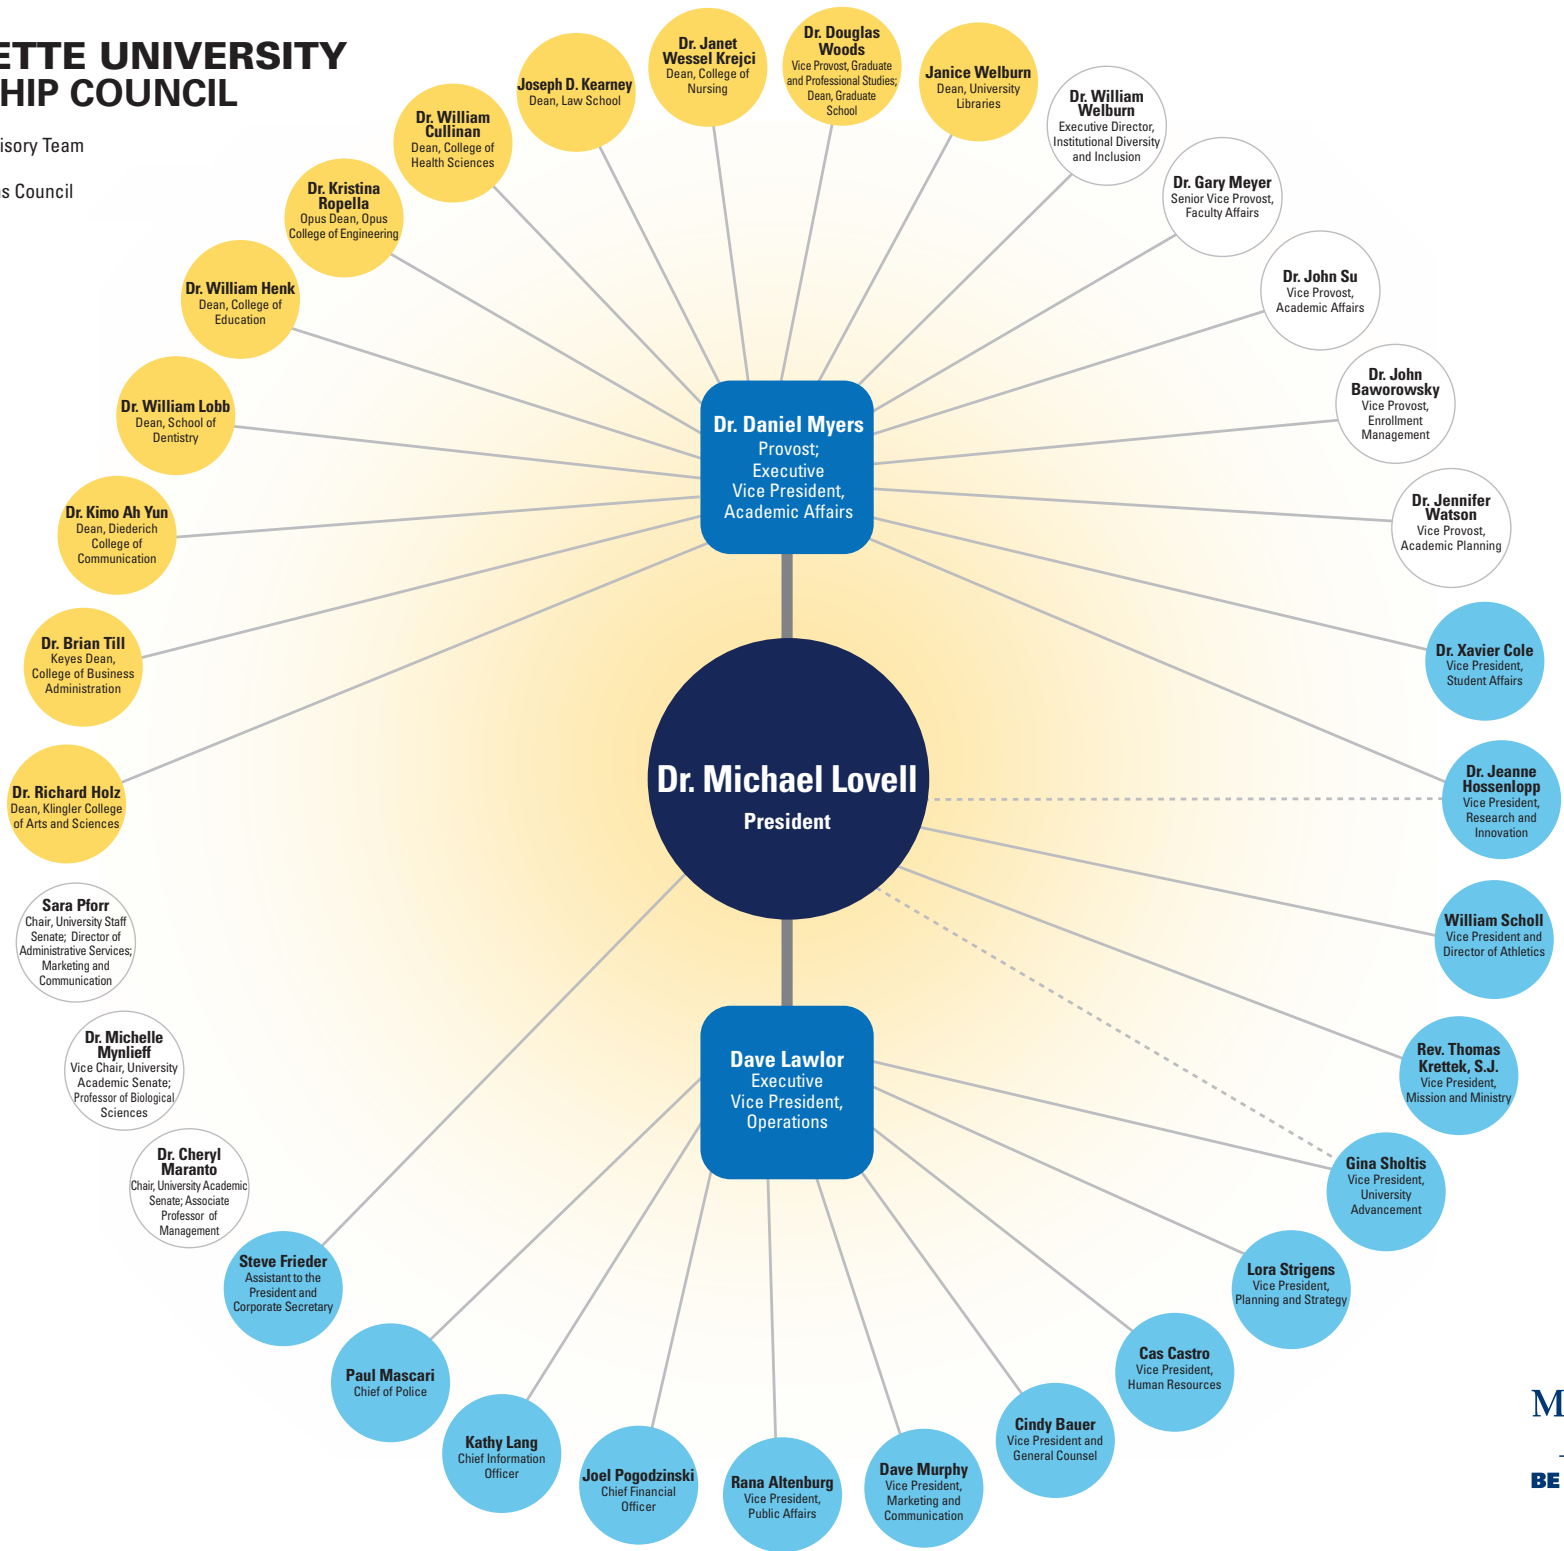 ETTE UNIVERSITY
HIP COUNCIL
isory Team
ns Council
Dr. Janet
Wessel Krejci
Dean, College of
Nursing
Dr. Douglas
Woods
Vice Provost, Graduate
and Professional Studies;
Dean, Graduate
School
Janice Welburn
Dean, University
Libraries
Dr. William
Welburn
Executive Director,
Institutional Diversity
and Inclusion
Dr. Gary Meyer
Senior Vice Provost,
Faculty Affairs
Dr. John Su
Vice Provost,
Academic Affairs
Dr. John
Baworowsky
Vice Provost,
Enrollment
Management
Dr. Jennifer
Watson
Vice Provost,
Academic Planning
Dr. Xavier Cole
Vice President,
Student Affairs
Dr. Jeanne
Hossenlopp
Vice President,
Research and
Innovation
William Scholl
Vice President and
Director of Athletics
Rev. Thomas
Krettek, S.J.
Vice President,
Mission and Ministry
Gina Sholtis
Vice President,
University
Advancement
Lora Strigens
Vice President,
Planning and Strategy
Cas Castro
Vice President,
Human Resources
Cindy Bauer
Vice President and
General Counsel
Dave Murphy
Vice President,
Marketing and
Communication
Rana Altenburg
Vice President,
Public Affairs
Joel Pogodzinski
Chief Financial
Officer
Kathy Lang
Chief Information
Officer
Paul Mascari
Chief of Police
Steve Frieder
Assistant to the
President and
Corporate Secretary
Dr. Cheryl
Maranto
Chair, University Academic
Senate; Associate
Professor of
Management
Dr. Michelle
Mynlieff
Vice Chair, University
Academic Senate;
Professor of Biological
Sciences
Sara Pforr
Chair, University Staff
Senate; Director of
Administrative Services;
Marketing and
Communication
Dr. Richard Holz
Dean, Klingler College
of Arts and Sciences
Dr. Brian Till
Keyes Dean,
College of Business
Administration
Dr. Kimo Ah Yun
Dean, Diederich
College of
Communication
Dr. William Lobb
Dean, School of
Dentistry
Dr. William Henk
Dean, College of
Education
Dr. Kristina
Ropella
Opus Dean, Opus
College of Engineering
Dr. William
Cullinan
Dean, College of
Health Sciences
Joseph D. Kearney
Dean, Law School
Dr. Daniel Myers
Provost;
Executive
Vice President,
Academic Affairs
Dr. Michael Lovell
President
Dave Lawlor
Executive
Vice President,
Operations
M
BE